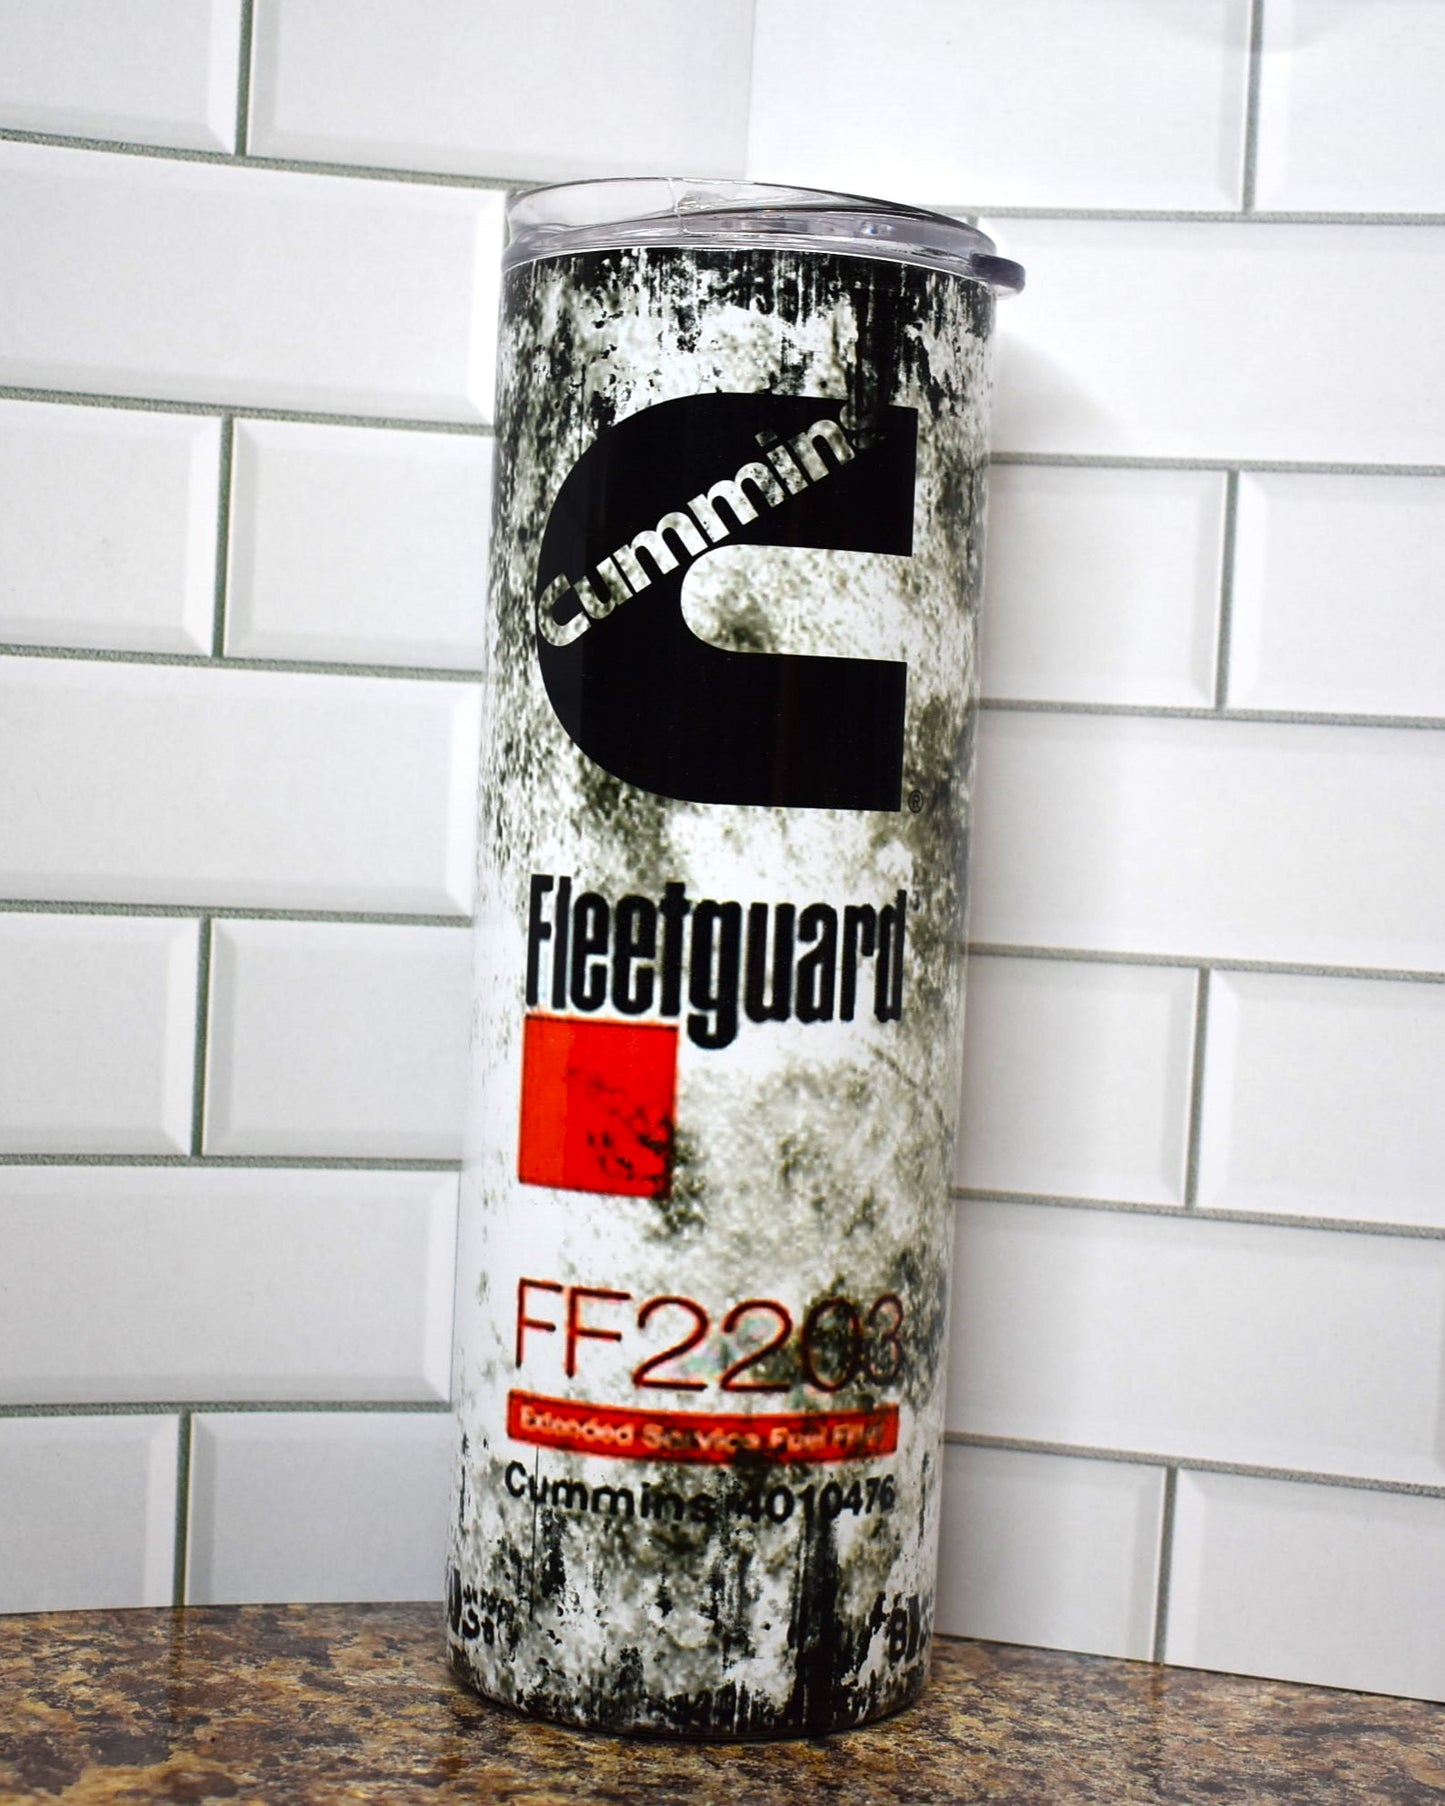 Cummins
®
Fleetguard
FF2203
Extended Service Fuel Filter
Cummins 4010476